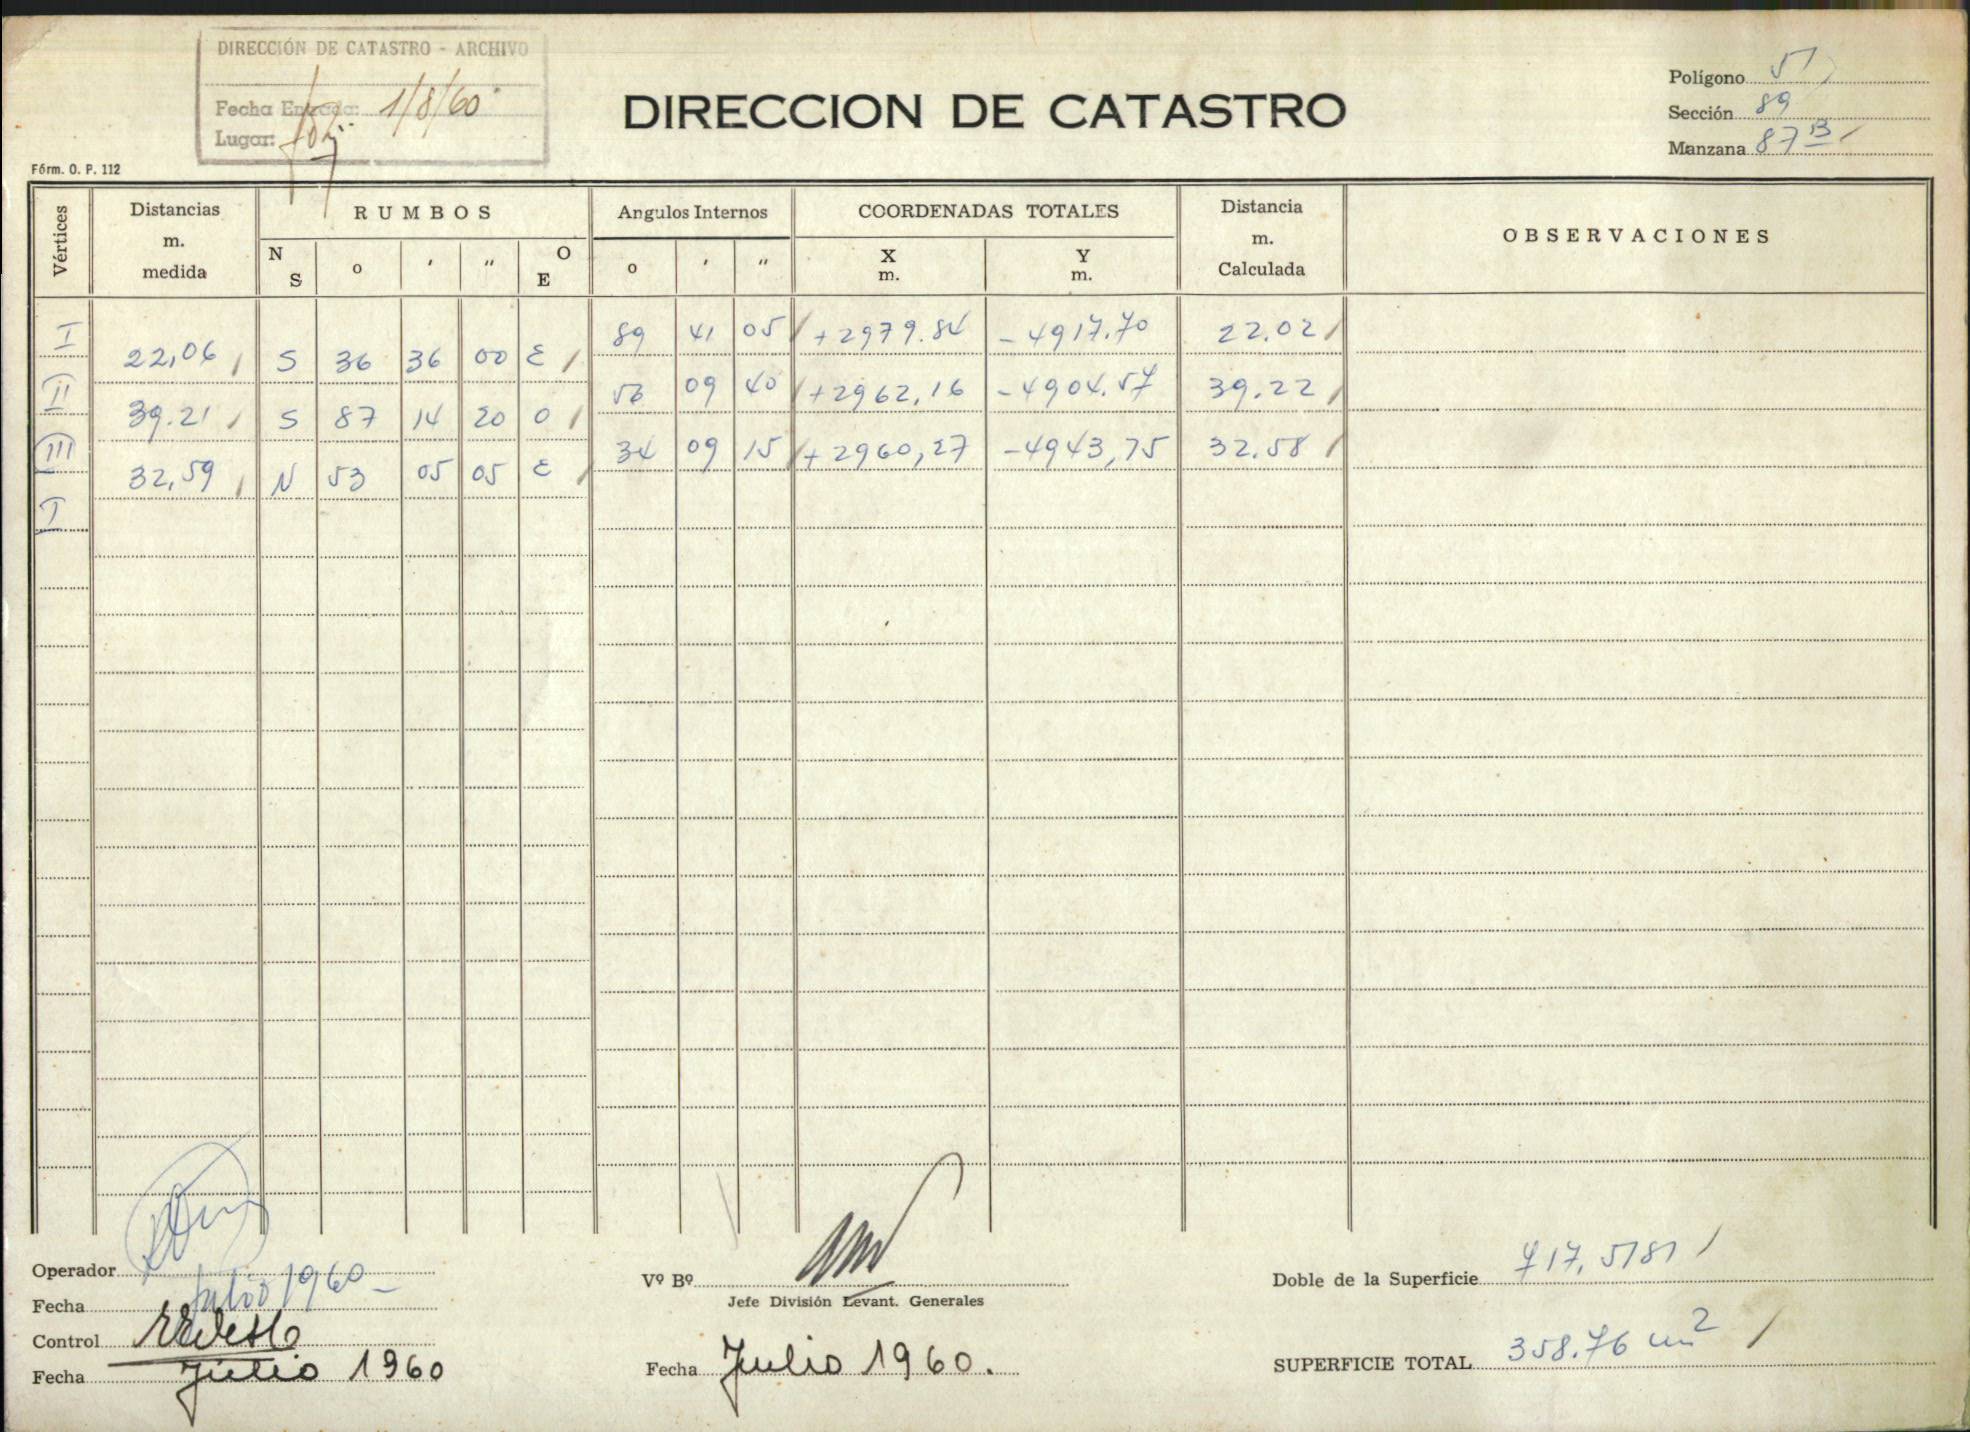 DIRECCIÓN DE CATASTRO - ARCHIVO
Fecha Entrada: 1/8/60
Lugar:
DIRECCION DE CATASTRO
Polígono 51
Sección 89
Manzana 87 B
Fórm. O. P. 112
Vértices
Distancias m. medida
RUMBOS
N S o ' " O E
Angulos Internos
o ' "
COORDENADAS TOTALES
X m. Y m.
Distancia m. Calculada
OBSERVACIONES
I 89 41 05 +2979.84 -4917.70 22.02
22,06 S 36 36 00 E
II 56 09 40 +2962,16 -4904.57 39.22
39.21 S 87 14 20 O
III 34 09 15 +2960,27 -4943,75 32.58
32,59 N 53 05 05 E
I
Operador
Fecha Julio 1960
Control
Fecha Julio 1960
Vº Bº
Jefe División Levant. Generales
Fecha Julio 1960.
Doble de la Superficie 717,5181
SUPERFICIE TOTAL 358.76 m2